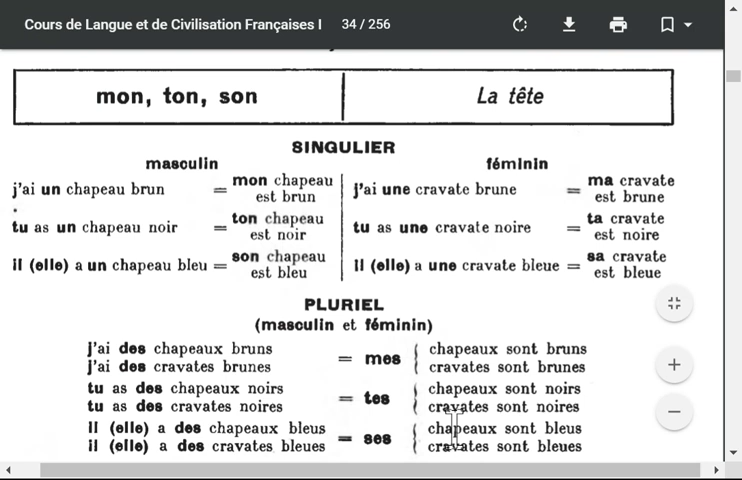 Cours de Langue et de Civilisation Françaises I 34 / 256
mon, ton, son
La tête
SINGULIER
masculin
féminin
j'ai un chapeau brun = mon chapeau est brun
j'ai une cravate brune = ma cravate est brune
tu as un chapeau noir = ton chapeau est noir
tu as une cravate noire = ta cravate est noire
il (elle) a un chapeau bleu = son chapeau est bleu
il (elle) a une cravate bleue = sa cravate est bleue
PLURIEL
(masculin et féminin)
j'ai des chapeaux bruns
j'ai des cravates brunes
= mes
chapeaux sont bruns
cravates sont brunes
tu as des chapeaux noirs
tu as des cravates noires
= tes
chapeaux sont noirs
cravates sont noires
il (elle) a des chapeaux bleus
il (elle) a des cravates bleues
= ses
chapeaux sont bleus
cravates sont bleues